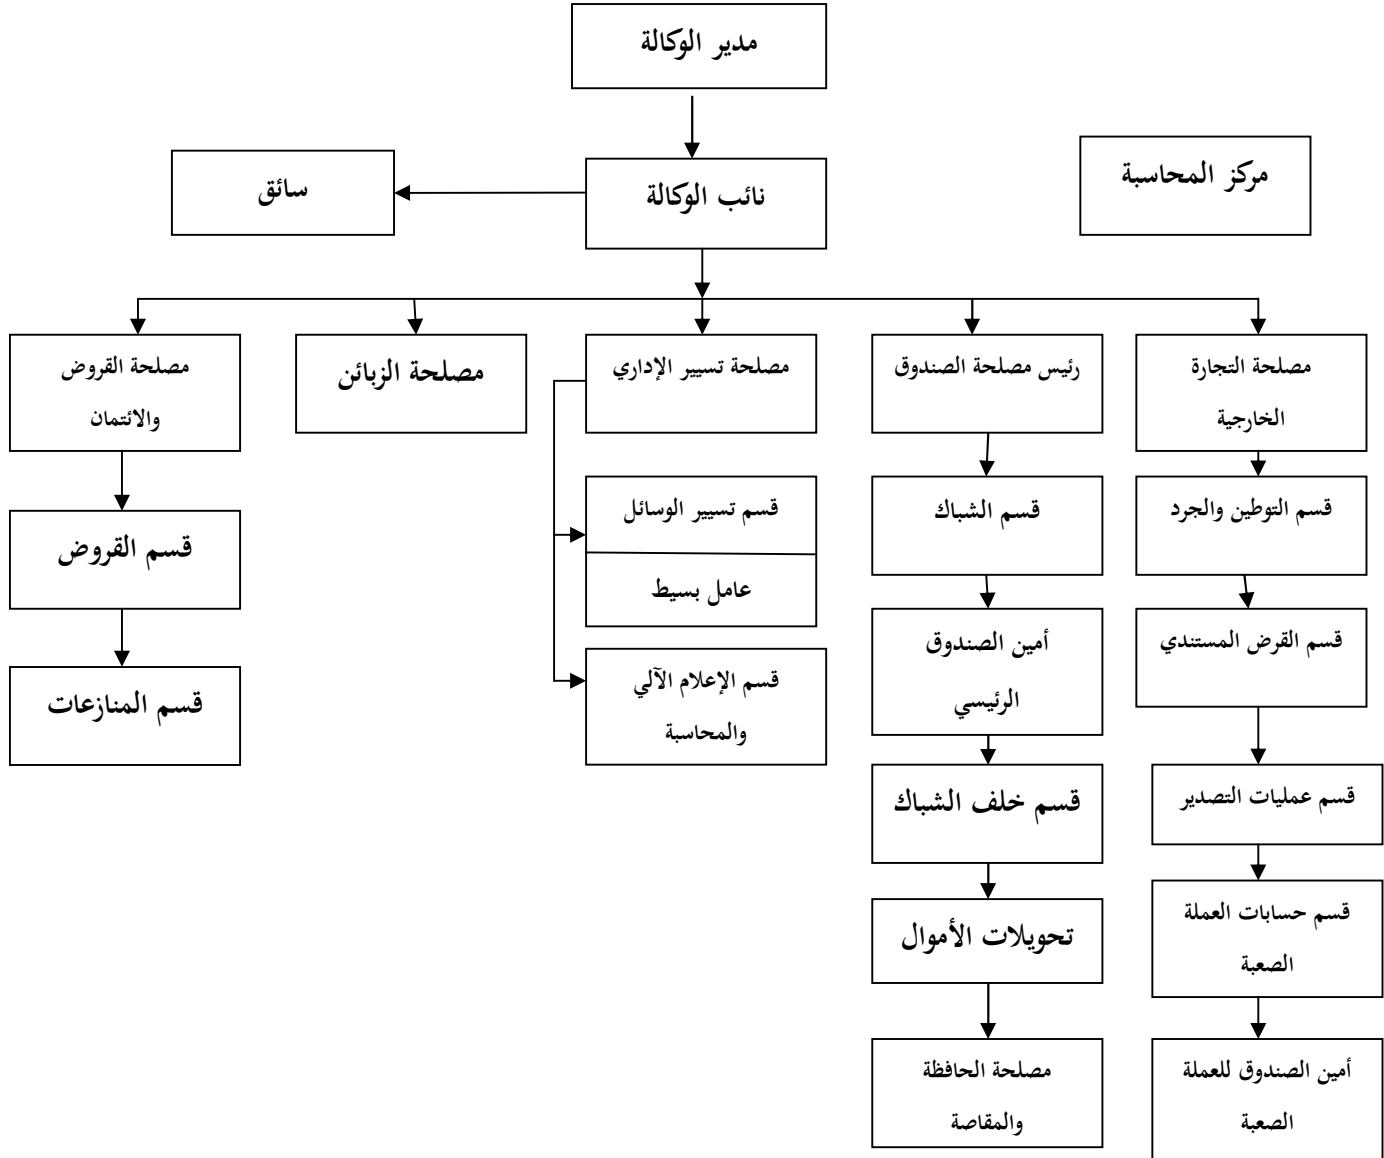 مدير الوكالة
مركز المحاسبة
نائب الوكالة
سائق
مصلحة التجارة
الخارجية
رئيس مصلحة الصندوق
مصلحة تسيير الإداري
مصلحة الزبائن
مصلحة القروض
والائتمان
قسم التوطين والجرد
قسم الشباك
قسم تسيير الوسائل
عامل بسيط
قسم القروض
قسم القرض المستندي
أمين الصندوق
الرئيسي
قسم الإعلام الآلي
والمحاسبة
قسم المنازعات
قسم عمليات التصدير
قسم خلف الشباك
قسم حسابات العملة
الصعبة
تحويلات الأموال
أمين الصندوق للعملة
الصعبة
مصلحة الحافظة
والمقاصة